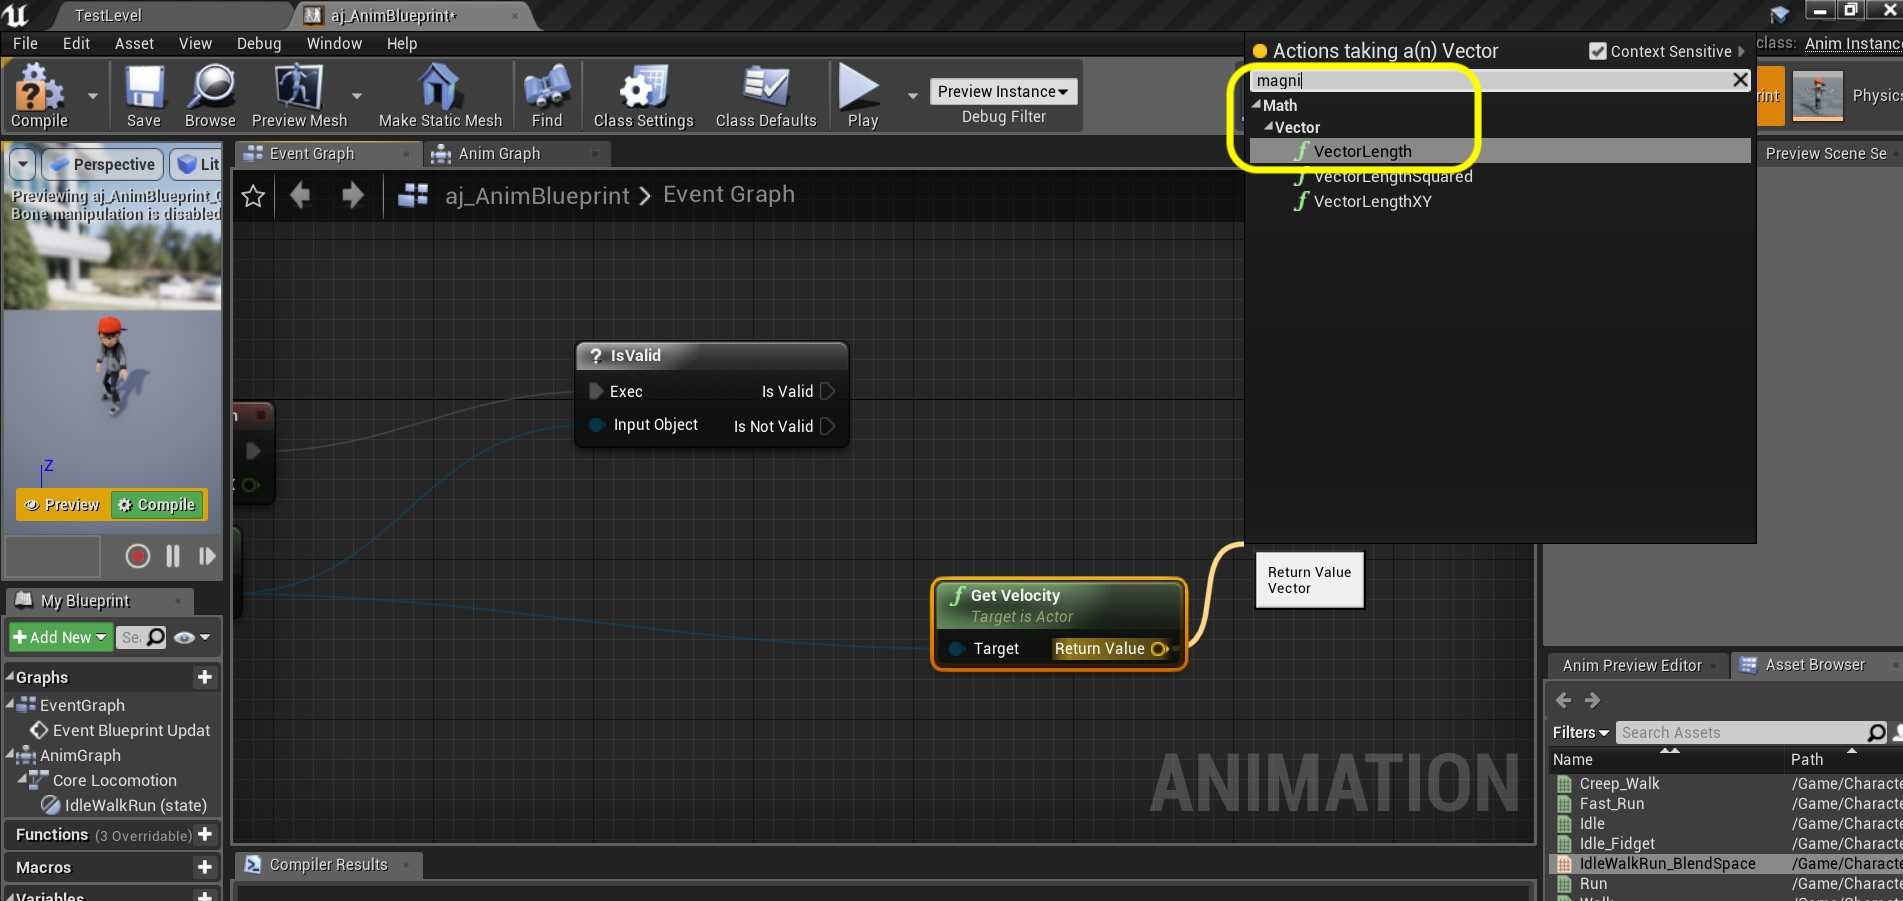 TestLevel
aj_AnimBlueprint*
File Edit Asset View Debug Window Help
class: Anim Instance
Compile
Save
Browse
Preview Mesh
Make Static Mesh
Find
Class Settings
Class Defaults
Play
Preview Instance
Debug Filter
Physics
Actions taking a(n) Vector
Context Sensitive
magni
Math
Vector
VectorLength
VectorLengthSquared
VectorLengthXY
Perspective
Lit
Previewing aj_AnimBlueprint_
Bone manipulation is disabled
Z
Preview
Compile
Event Graph
Anim Graph
aj_AnimBlueprint > Event Graph
? IsValid
Exec Is Valid
Input Object Is Not Valid
f Get Velocity
Target is Actor
Target Return Value
Return Value
Vector
ANIMATION
My Blueprint
Add New
Se
Graphs
EventGraph
Event Blueprint Updat
AnimGraph
Core Locomotion
IdleWalkRun (state)
Functions (3 Overridable)
Macros
Variables
Compiler Results
Preview Scene Se
Anim Preview Editor
Asset Browser
Filters
Search Assets
Name Path
Creep_Walk /Game/Characte
Fast_Run /Game/Characte
Idle /Game/Characte
Idle_Fidget /Game/Characte
IdleWalkRun_BlendSpace /Game/Characte
Run /Game/Characte